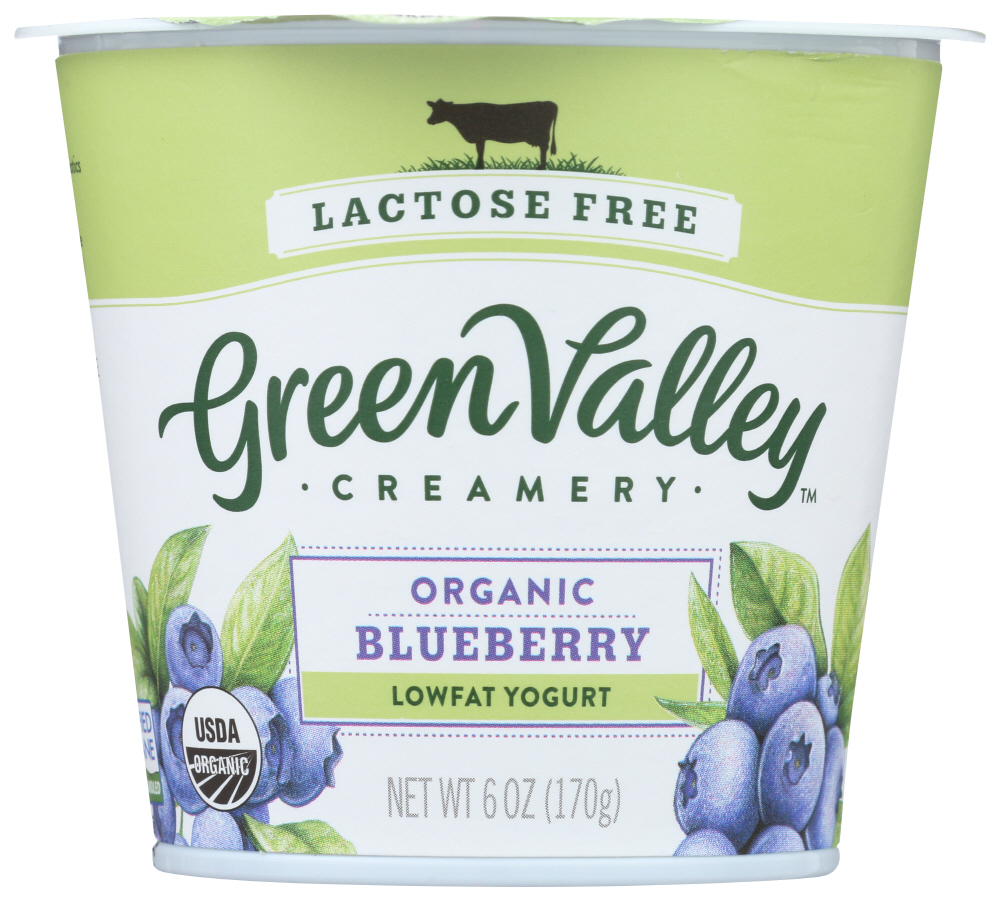 LACTOSE FREE
Green Valley
· CREAMERY · ™
ORGANIC
BLUEBERRY
LOWFAT YOGURT
USDA
ORGANIC
NET WT 6 OZ (170g)